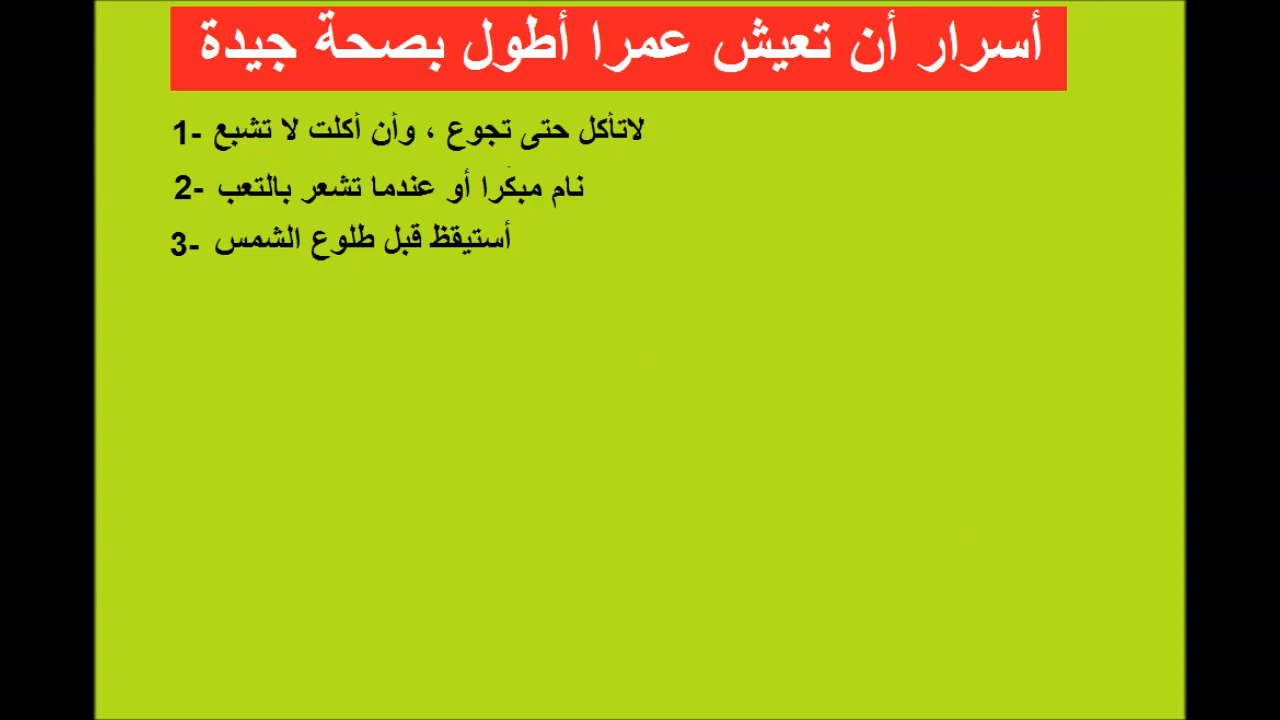 أسرار أن تعيش عمرا أطول بصحة جيدة
1- لاتأكل حتى تجوع ، وأن أكلت لا تشبع
2- نام مبكرا أو عندما تشعر بالتعب
3- أستيقظ قبل طلوع الشمس